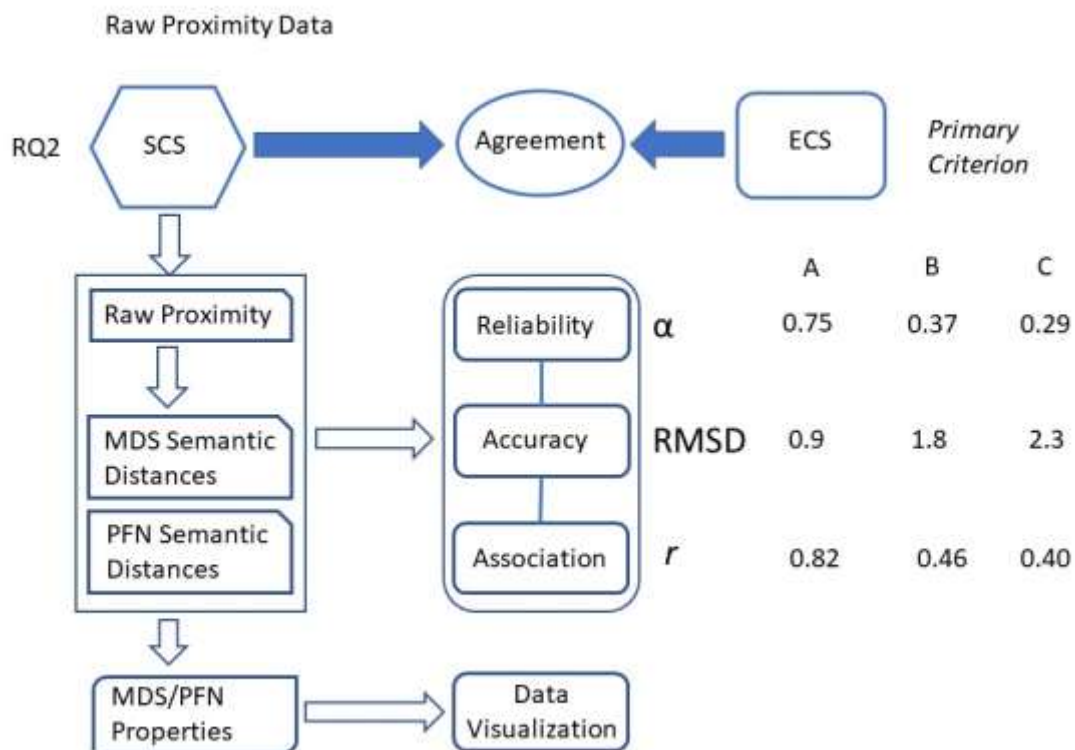 Raw Proximity Data
RQ2
SCS
Agreement
ECS
Primary
Criterion
A B C
Raw Proximity
Reliability α 0.75 0.37 0.29
MDS Semantic
Distances
Accuracy RMSD 0.9 1.8 2.3
PFN Semantic
Distances
Association r 0.82 0.46 0.40
MDS/PFN
Properties
Data
Visualization